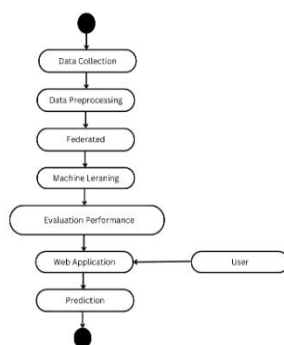 Data Collection
Data Preprocessing
Federated
Machine Leraning
Evaluation Performance
Web Application
User
Prediction